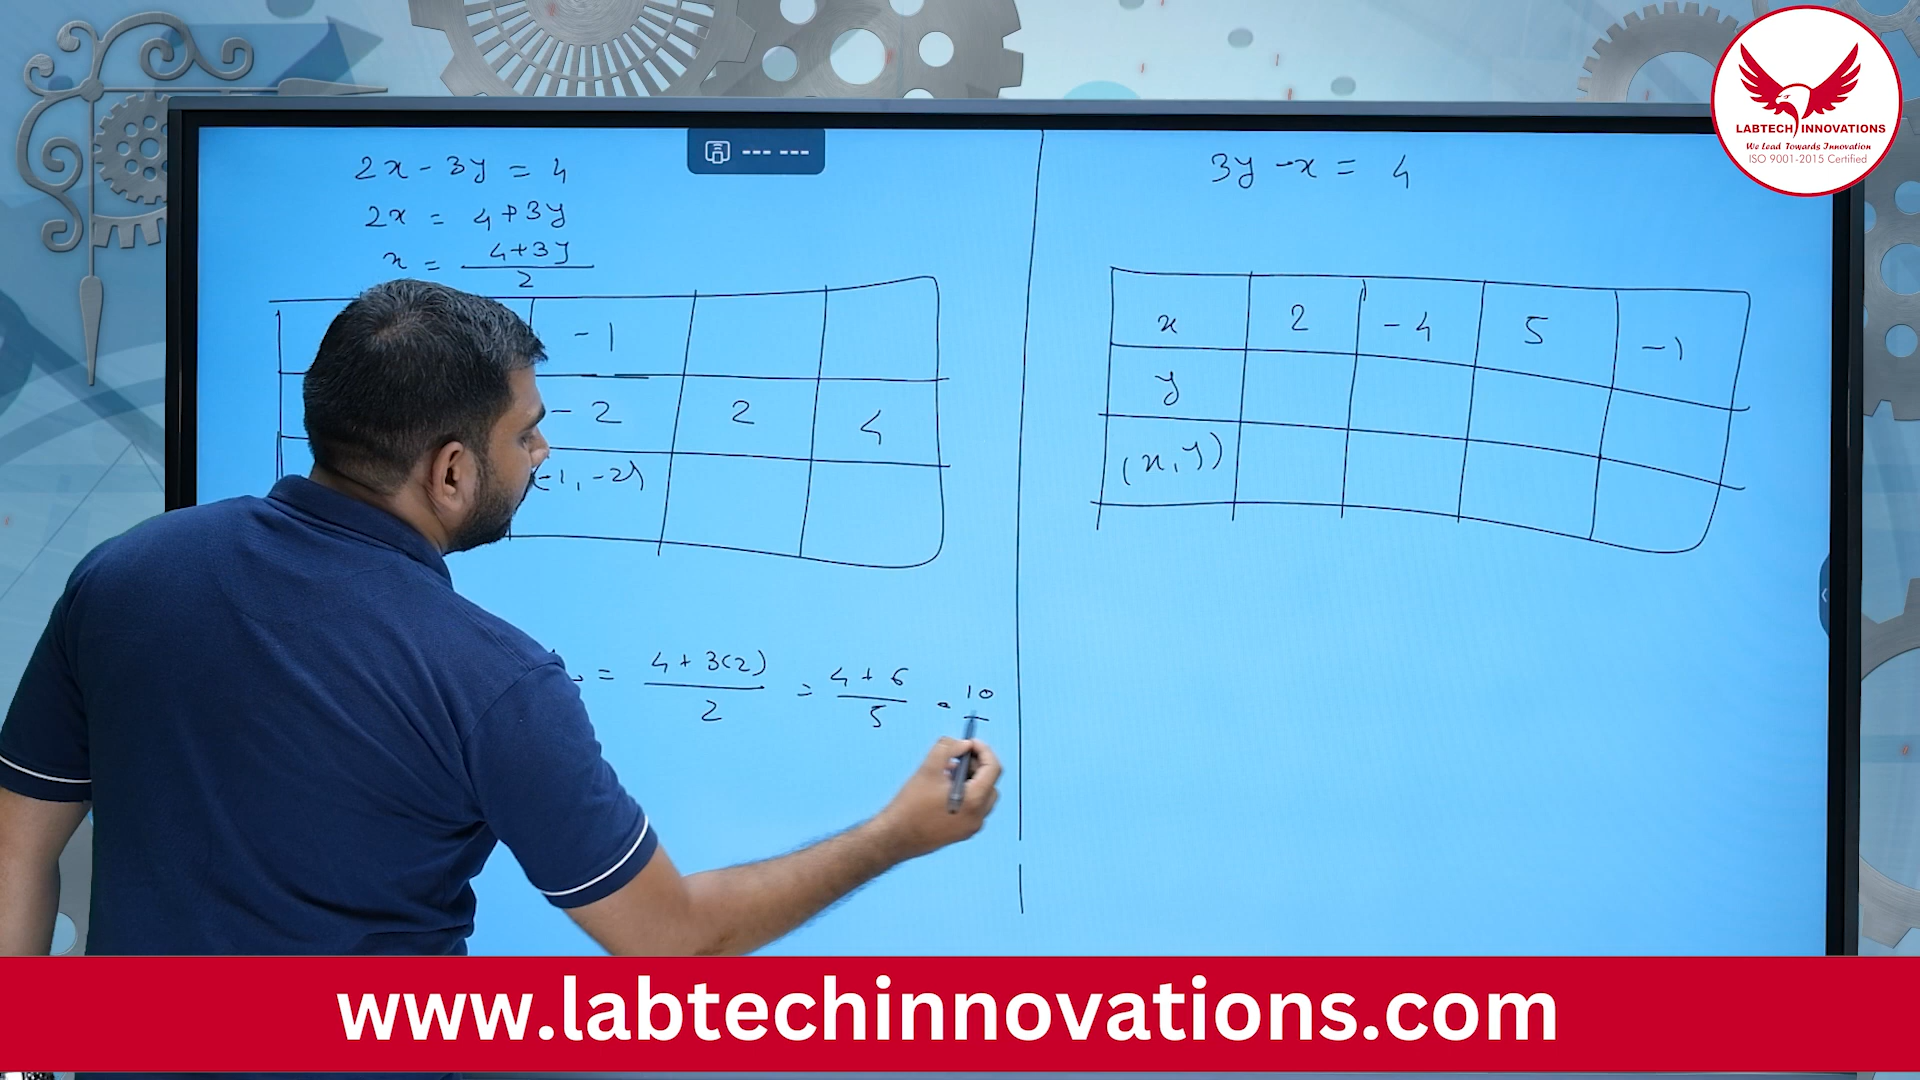 2x - 3y = 4
2x = 4+3y
x = 4+3y
2
-1
-2 2 4
(-1, -2)
= 4 + 3(2) = 4 + 6 = 10
2 5
3y - x = 4
x 2 -4 5 -1
y
(x, y)
LABTECH INNOVATIONS
We Lead Towards Innovation
ISO 9001-2015 Certified
www.labtechinnovations.com